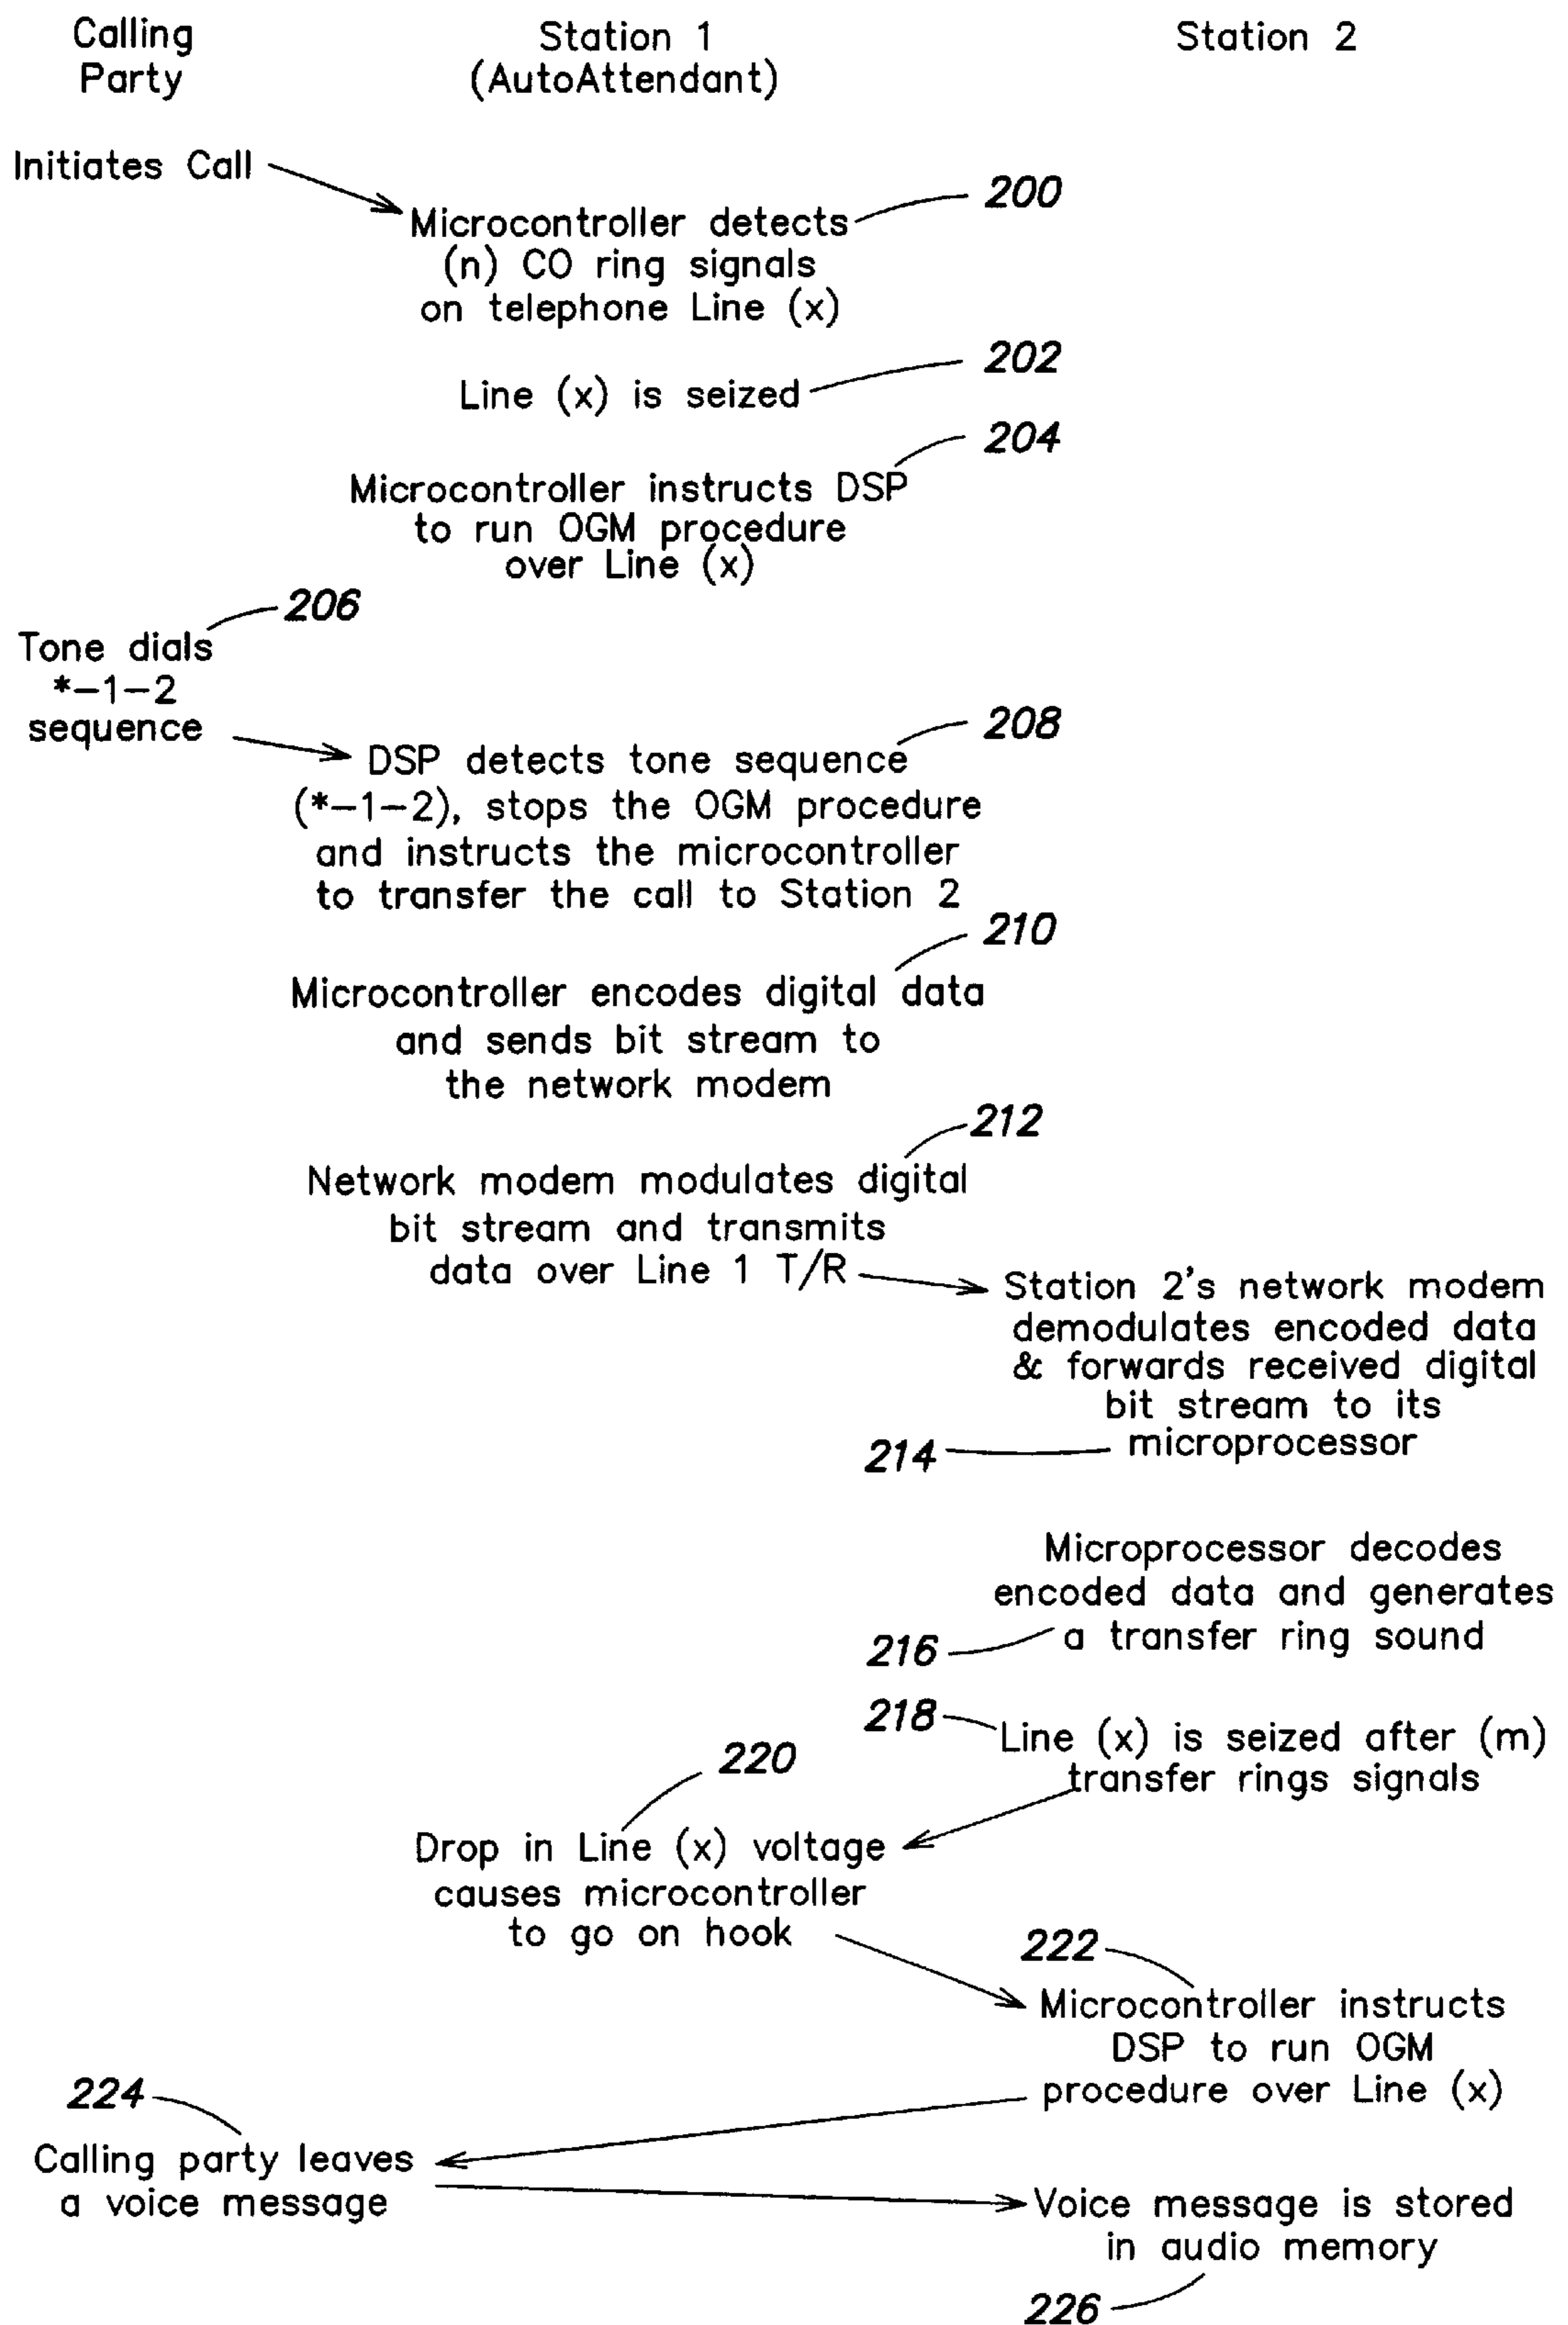 Calling
Party
Station 1
(AutoAttendant)
Station 2
Initiates Call
200
Microcontroller detects
(n) CO ring signals
on telephone Line (x)
202
Line (x) is seized
204
Microcontroller instructs DSP
to run OGM procedure
over Line (x)
206
Tone dials
*-1-2
sequence
208
DSP detects tone sequence
(*-1-2), stops the OGM procedure
and instructs the microcontroller
to transfer the call to Station 2
210
Microcontroller encodes digital data
and sends bit stream to
the network modem
212
Network modem modulates digital
bit stream and transmits
data over Line 1 T/R
Station 2's network modem
demodulates encoded data
& forwards received digital
bit stream to its
microprocessor
214
Microprocessor decodes
encoded data and generates
a transfer ring sound
216
218
Line (x) is seized after (m)
transfer rings signals
220
Drop in Line (x) voltage
causes microcontroller
to go on hook
222
Microcontroller instructs
DSP to run OGM
procedure over Line (x)
224
Calling party leaves
a voice message
Voice message is stored
in audio memory
226